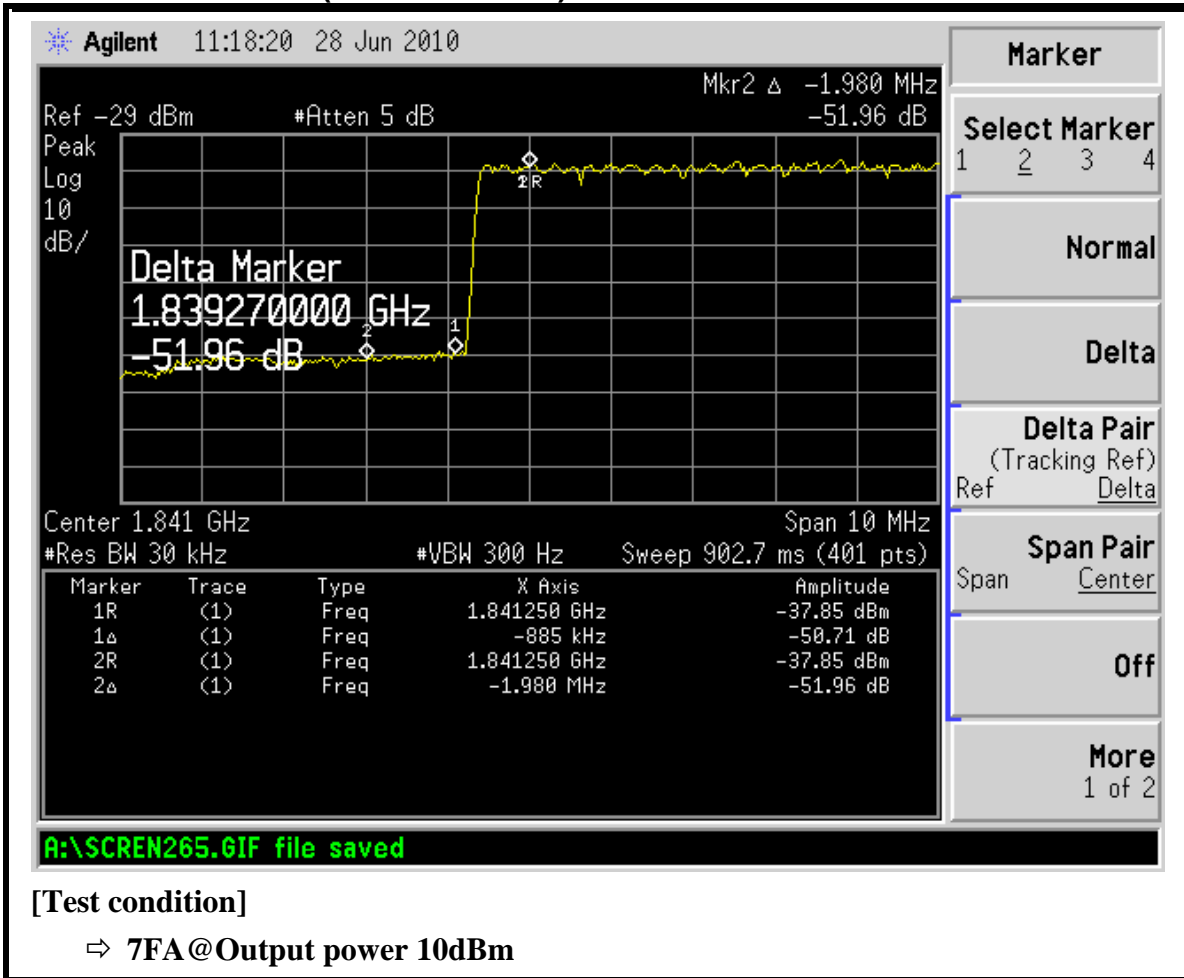 Agilent 11:18:20 28 Jun 2010
Mkr2 Δ -1.980 MHz
Ref -29 dBm #Atten 5 dB -51.96 dB
Peak
Log
10
dB/
2R
Delta Marker
1.839270000 GHz
-51.96 dB
2
1
Center 1.841 GHz Span 10 MHz
#Res BW 30 kHz #VBW 300 Hz Sweep 902.7 ms (401 pts)
Marker Trace Type X Axis Amplitude
1R (1) Freq 1.841250 GHz -37.85 dBm
1Δ (1) Freq -885 kHz -50.71 dB
2R (1) Freq 1.841250 GHz -37.85 dBm
2Δ (1) Freq -1.980 MHz -51.96 dB
A:\SCREN265.GIF file saved
Marker
Select Marker
1 2 3 4
Normal
Delta
Delta Pair
(Tracking Ref)
Ref Delta
Span Pair
Span Center
Off
More
1 of 2
[Test condition]
⇨ 7FA@Output power 10dBm